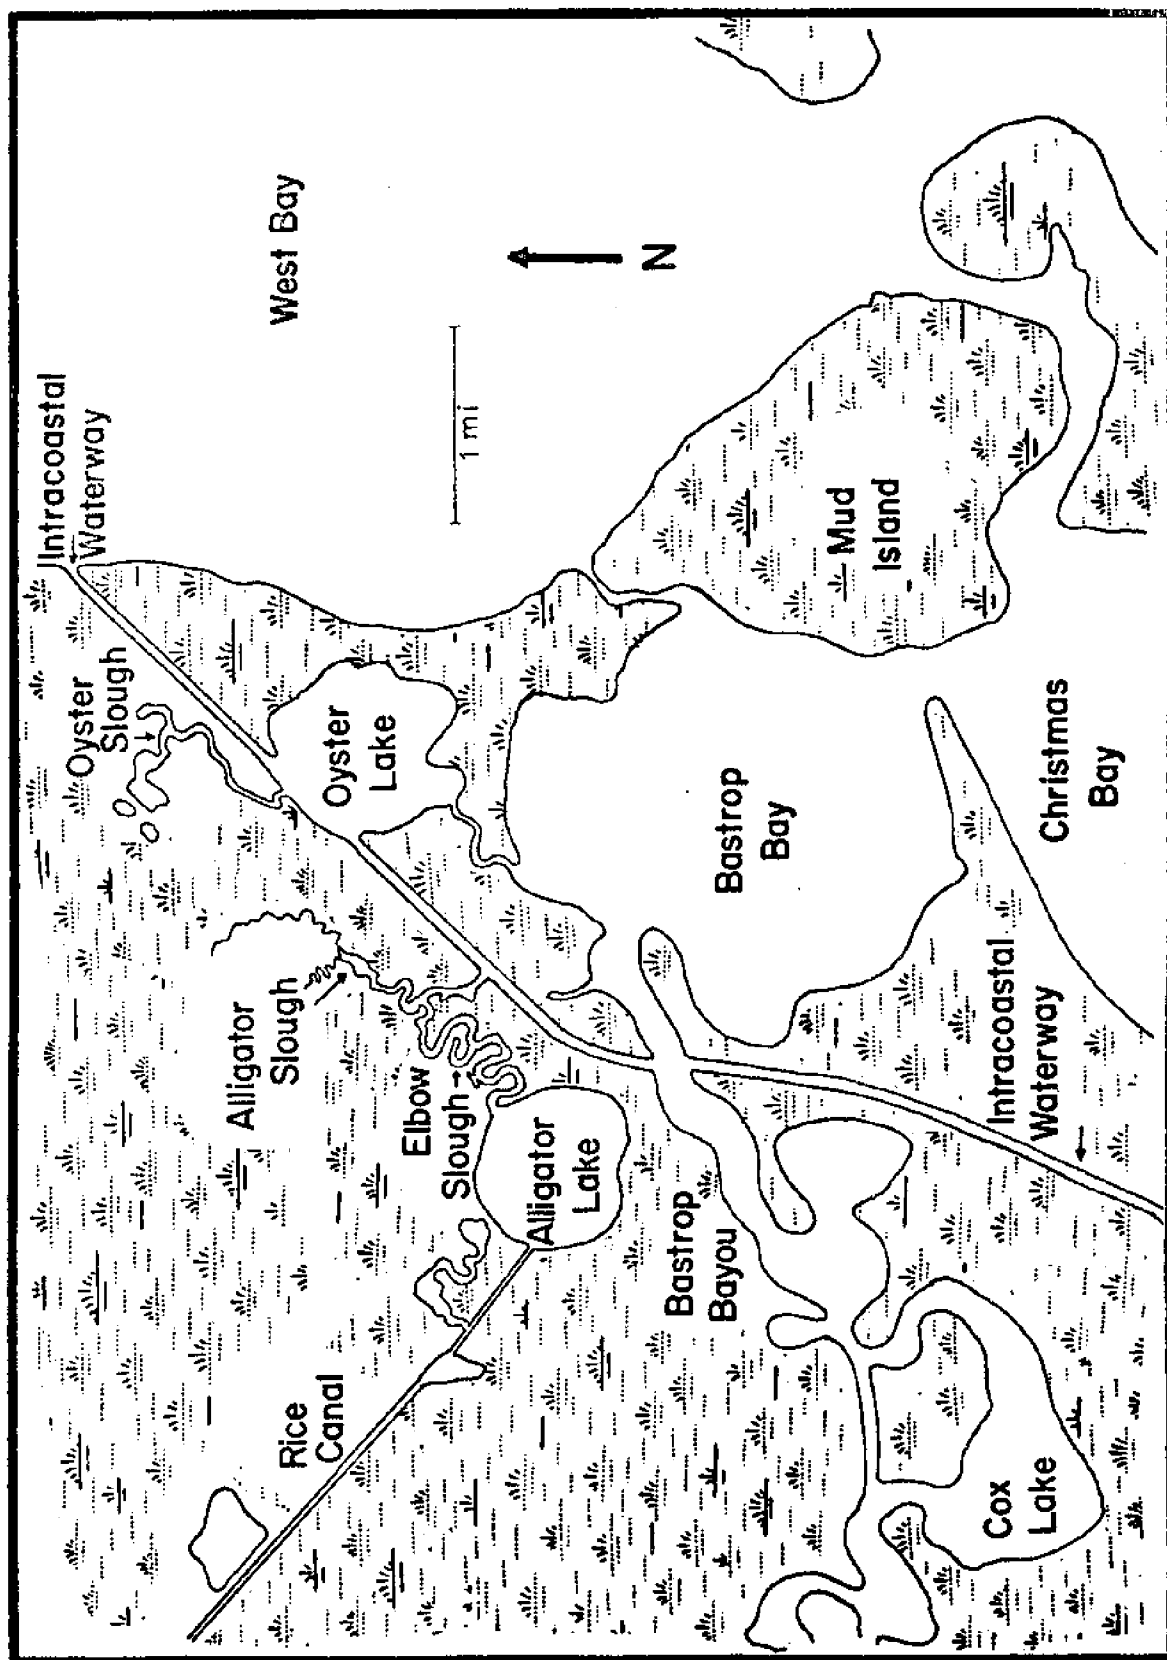 Intracoastal
Waterway
West Bay
Oyster
Slough
N
1 mi
Oyster
Lake
Alligator
Slough
Elbow
Slough
Mud
Island
Alligator
Lake
Bastrop
Bay
Rice
Canal
Bastrop
Bayou
Christmas
Bay
Intracoastal
Waterway
Cox
Lake